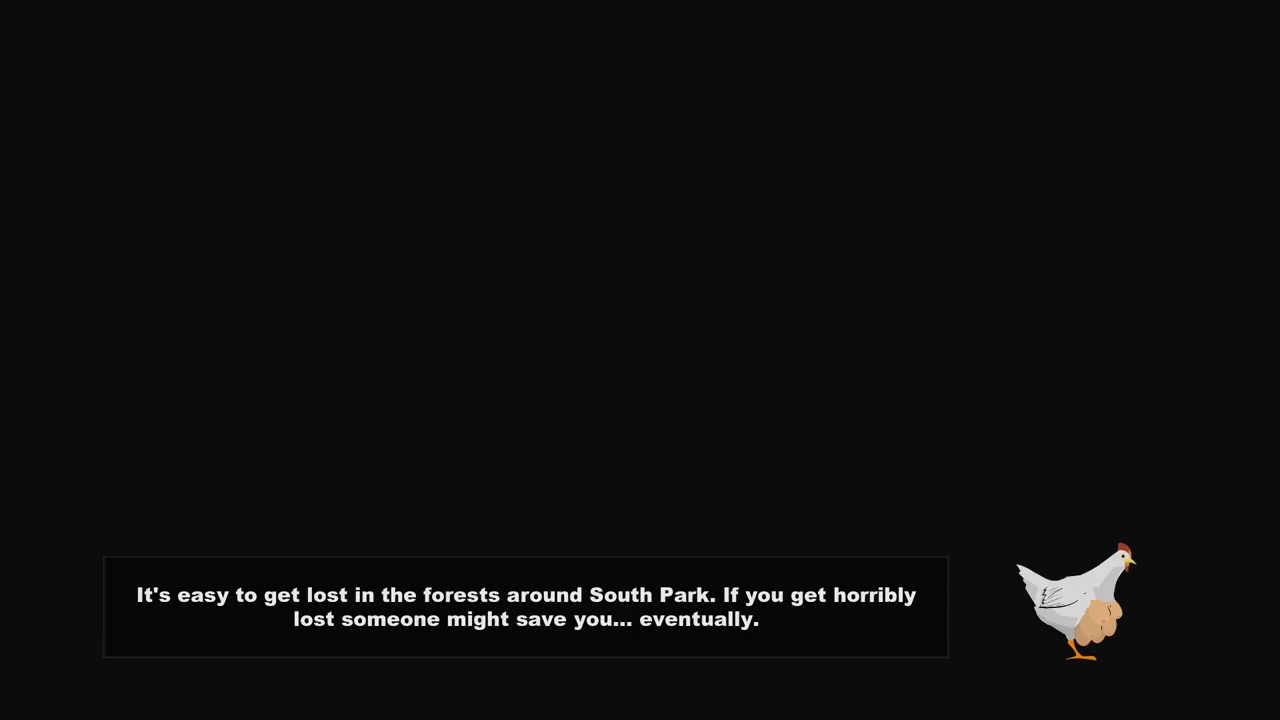 It's easy to get lost in the forests around South Park. If you get horribly
lost someone might save you... eventually.